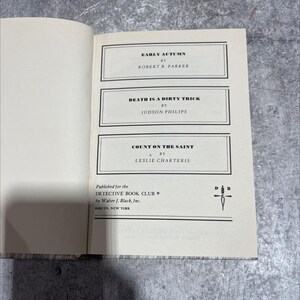 EARLY AUTUMN
BY
ROBERT B. PARKER
DEATH IS A DIRTY TRICK
BY
JUDSON PHILIPS
COUNT ON THE SAINT
BY
LESLIE CHARTERIS
Published for the
DETECTIVE BOOK CLUB ®
by Walter J. Black, Inc.
ROSLYN, NEW YORK
D B